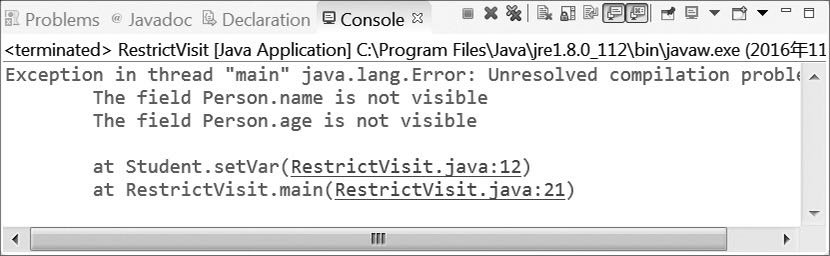 Problems @ Javadoc Declaration Console
<terminated> RestrictVisit [Java Application] C:\Program Files\Java\jre1.8.0_112\bin\javaw.exe (2016年11
Exception in thread "main" java.lang.Error: Unresolved compilation proble
The field Person.name is not visible
The field Person.age is not visible
at Student.setVar(RestrictVisit.java:12)
at RestrictVisit.main(RestrictVisit.java:21)